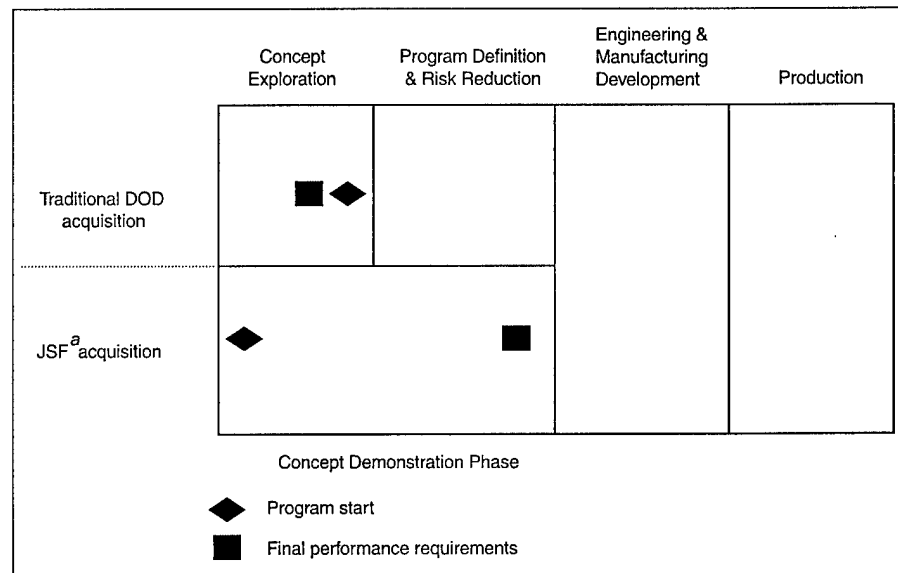 Concept
Exploration
Program Definition
& Risk Reduction
Engineering &
Manufacturing
Development
Production
Traditional DOD
acquisition
JSFa acquisition
Concept Demonstration Phase
Program start
Final performance requirements